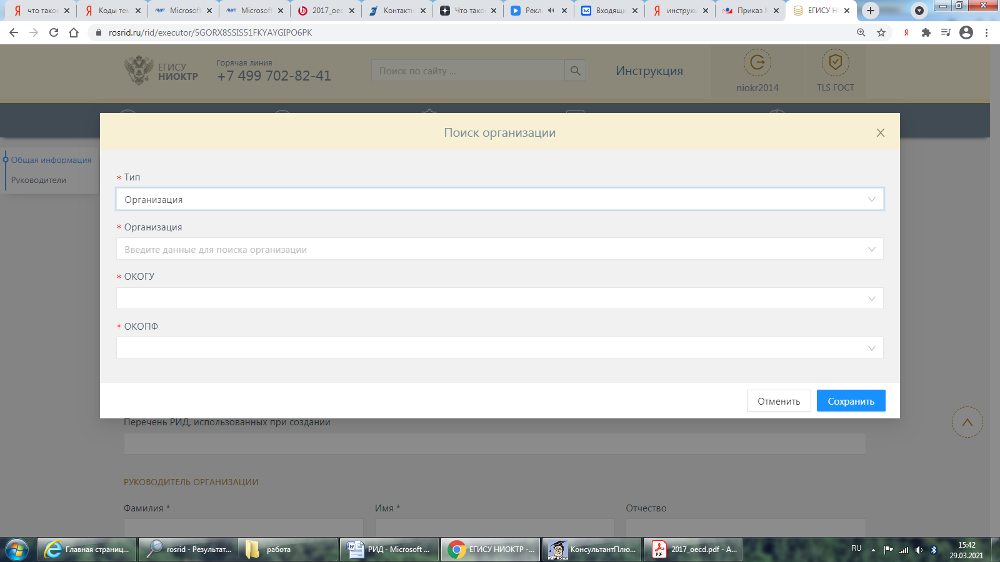 что такое
Коды тем
Microsoft
Microsoft
2017_oec
Контактн
Что тако
Рекл
Входящи
инструкц
Приказ М
ЕГИСУ Н
rosrid.ru/rid/executor/5GORX8SSIS51FKYAYGIPO6PK
ЕГИСУ
НИОКТР
Горячая линия
+7 499 702-82-41
Поиск по сайту ...
Инструкция
niokr2014
TLS ГОСТ
Общая информация
Руководители
Поиск организации
* Тип
Организация
* Организация
Введите данные для поиска организации
* ОКОГУ
* ОКОПФ
Отменить
Сохранить
Перечень РИД, использованных при создании
РУКОВОДИТЕЛЬ ОРГАНИЗАЦИИ
Фамилия *
Имя *
Отчество
Главная страниц...
rosrid - Результат...
работа
РИД - Microsoft ...
ЕГИСУ НИОКТР -...
КонсультантПлю...
2017_oecd.pdf - A...
RU
15:42
29.03.2021